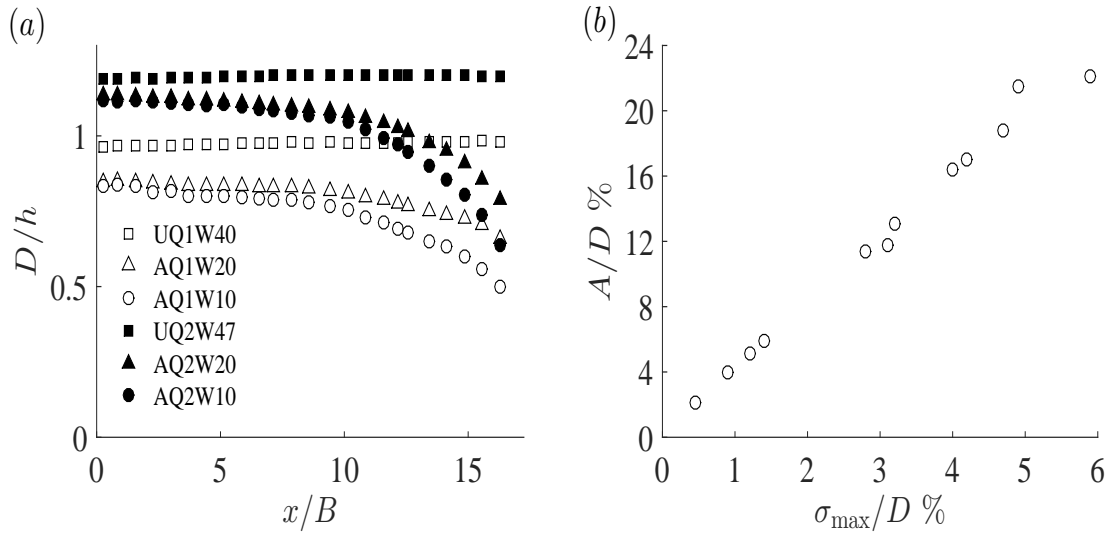 (a)
D/h
1
0.5
0
UQ1W40
AQ1W20
AQ1W10
UQ2W47
AQ2W20
AQ2W10
0 5 10 15
x/B
(b)
A/D %
24
20
16
12
8
4
0
0 1 2 3 4 5 6
σmax/D %